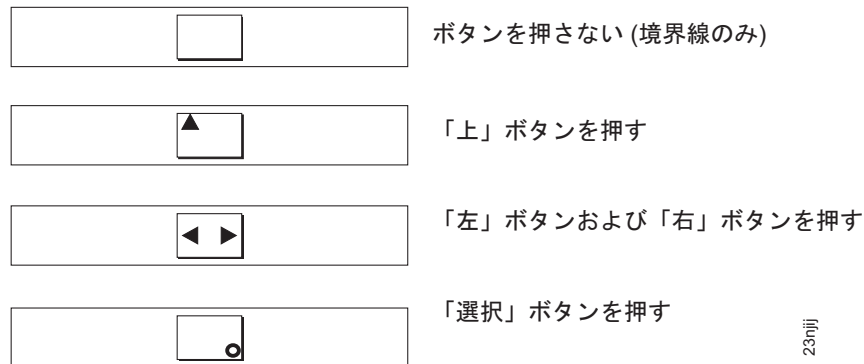 ボタンを押さない (境界線のみ)
「上」ボタンを押す
「左」ボタンおよび「右」ボタンを押す
「選択」ボタンを押す
23njij